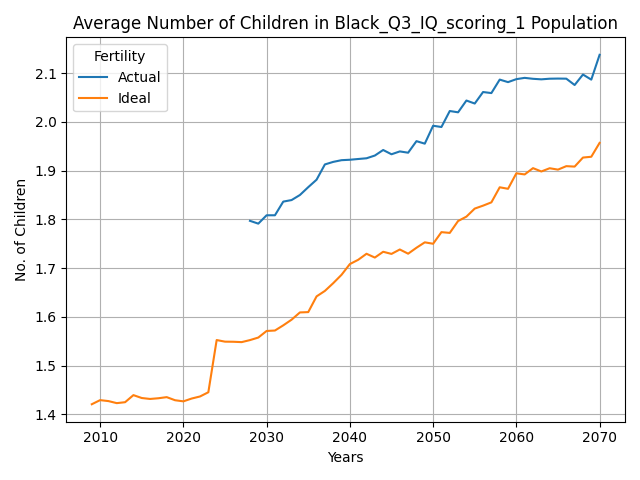 Average Number of Children in Black_Q3_IQ_scoring_1 Population
Fertility
Actual
Ideal
No. of Children
2.1
2.0
1.9
1.8
1.7
1.6
1.5
1.4
2010 2020 2030 2040 2050 2060 2070
Years